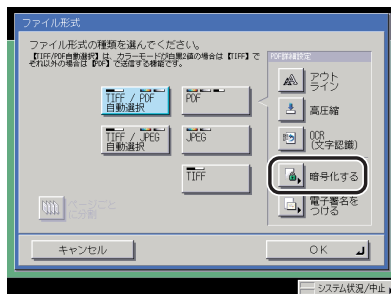 ファイル形式
ファイル形式の種類を選んでください。
【TIFF/PDF自動選択】は、カラーモードが白黒2値の場合は【TIFF】で
それ以外の場合は【PDF】で送信する機能です。
PDF詳細設定
TIFF / PDF
自動選択
PDF
アウト
ライン
高圧縮
TIFF / JPEG
自動選択
JPEG
OCR
(文字認識)
TIFF
暗号化する
ページごと
に分割
電子署名を
つける
キャンセル
OK
システム状況/中止